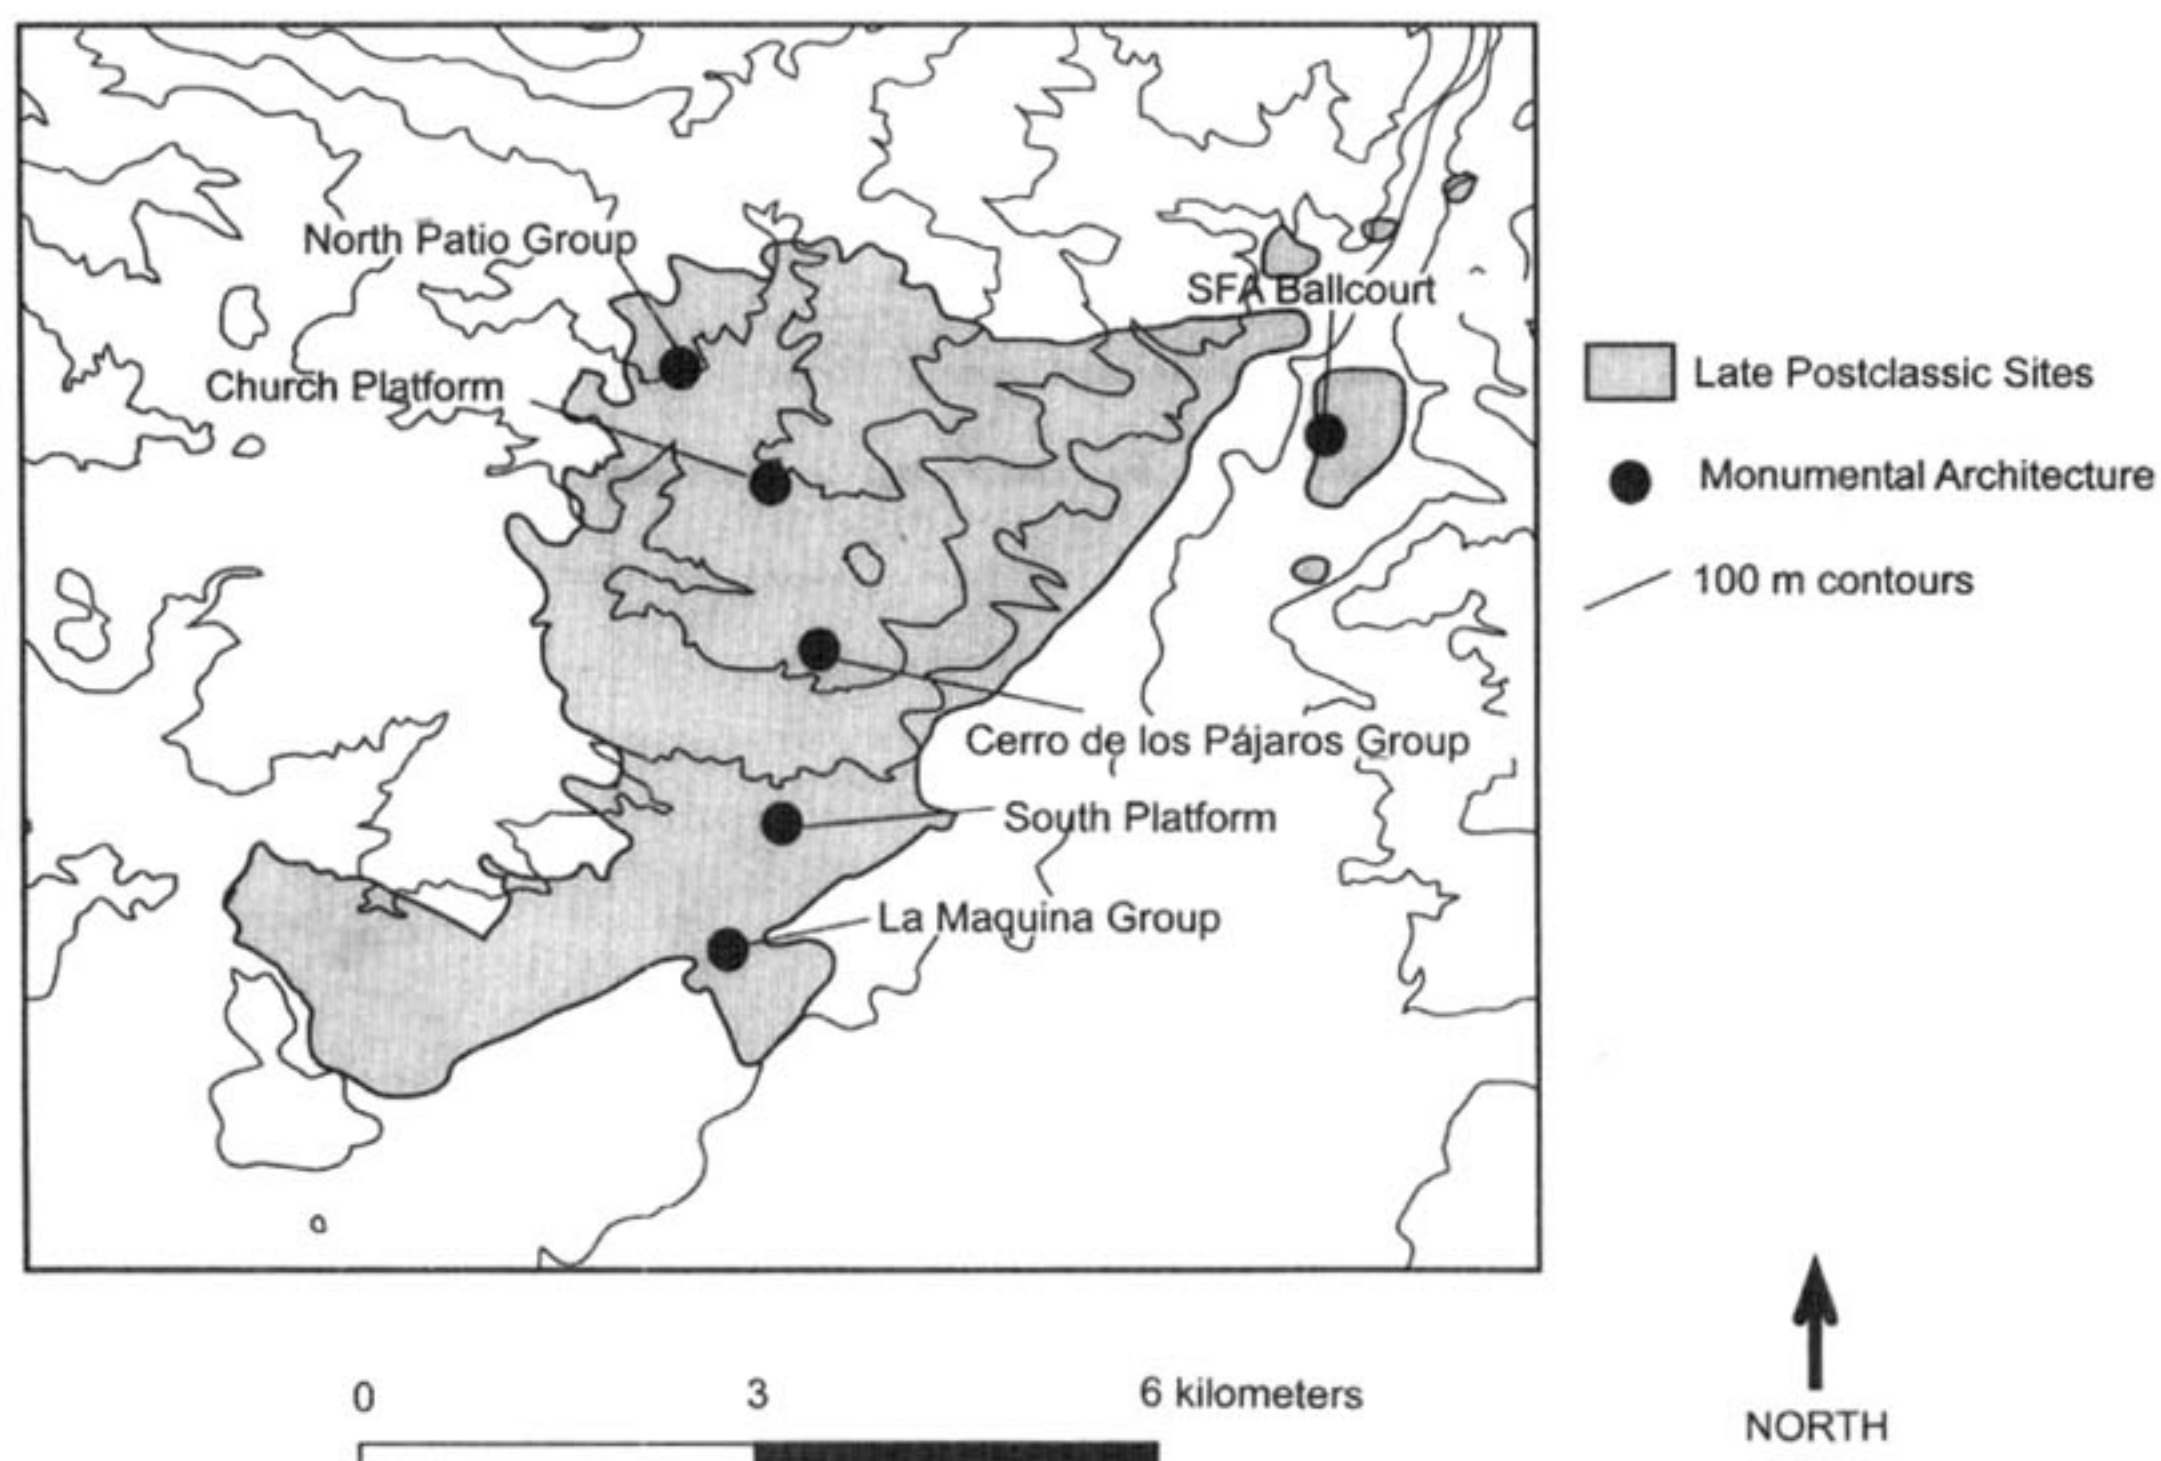 North Patio Group
SFA Ballcourt
Church Platform
Late Postclassic Sites
Monumental Architecture
100 m contours
Cerro de los Pájaros Group
South Platform
La Maquina Group
0 3 6 kilometers
NORTH